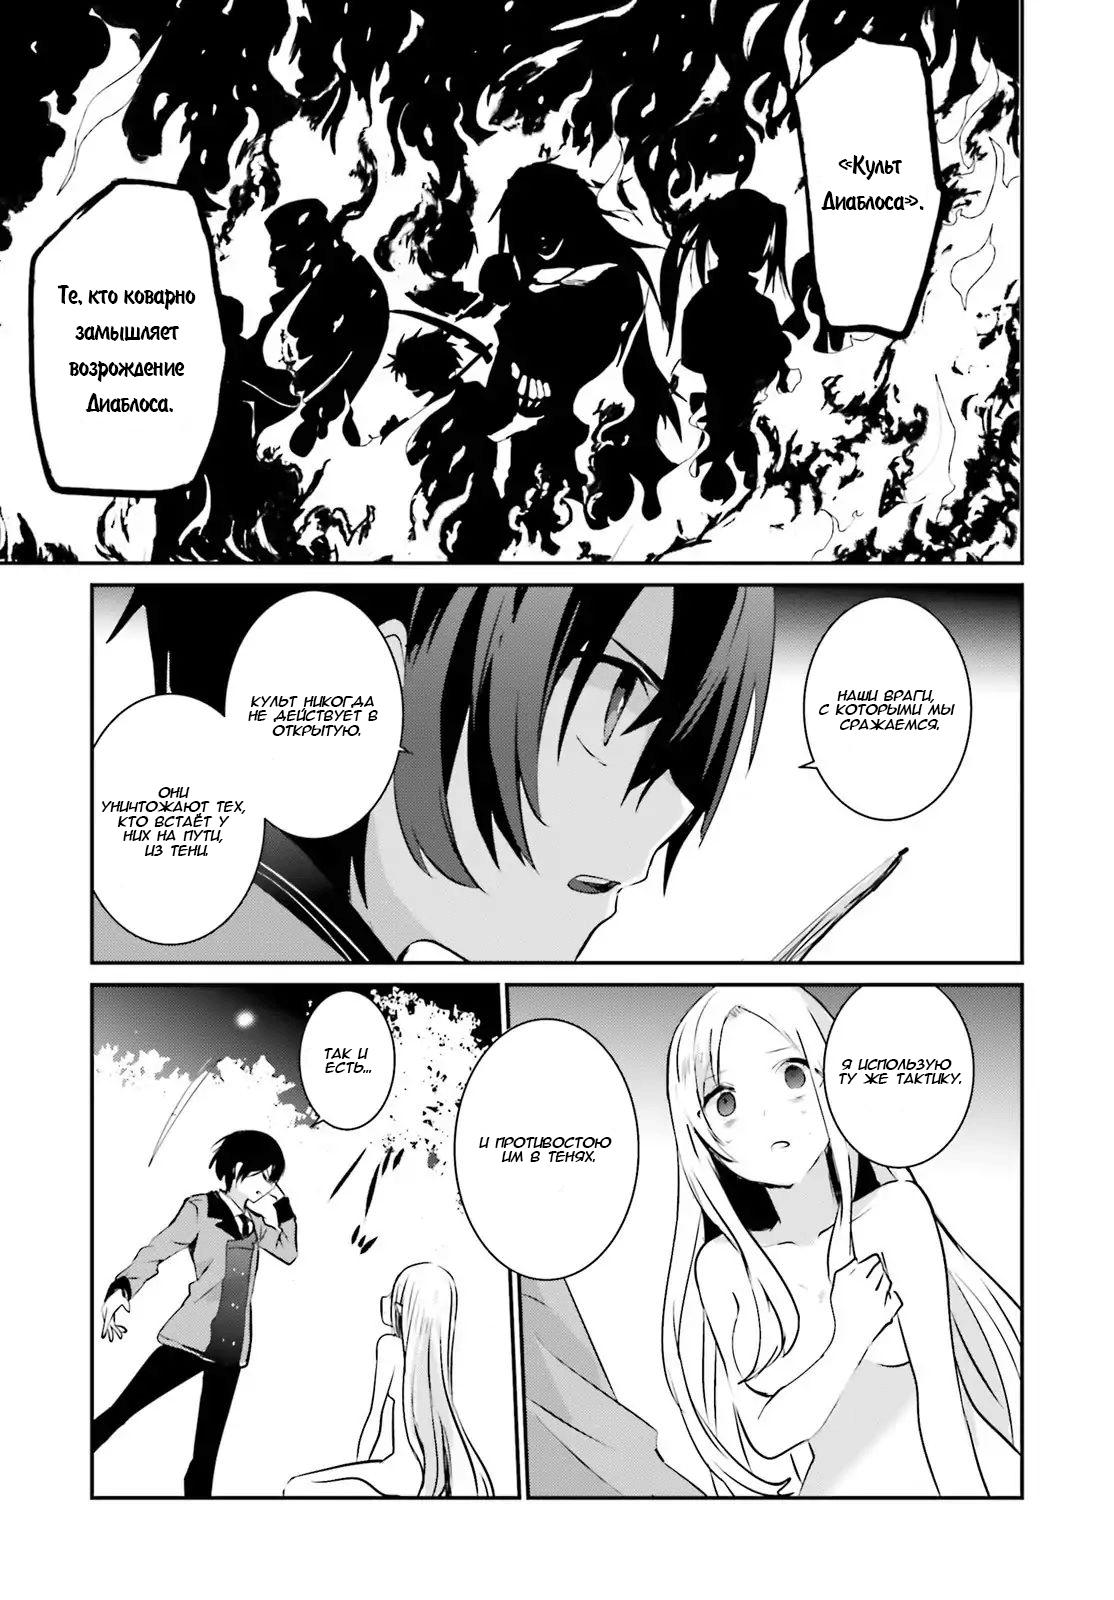 «Культ
Диаблоса».
Те, кто коварно
замышляет
возрождение
Диаблоса.
НАШИ ВРАГИ,
С КОТОРЫМИ МЫ
СРАЖАЕМСЯ.
КУЛЬТ НИКОГДА
НЕ ДЕЙСТВУЕТ В
ОТКРЫТУЮ.
ОНИ
УНИЧТОЖАЮТ ТЕХ,
КТО ВСТАЁТ У
НИХ НА ПУТИ,
ИЗ ТЕНИ.
Я ИСПОЛЬЗУЮ
ТУ ЖЕ ТАКТИКУ.
И ПРОТИВОСТОЮ
ИМ В ТЕНЯХ.
ТАК И
ЕСТЬ...